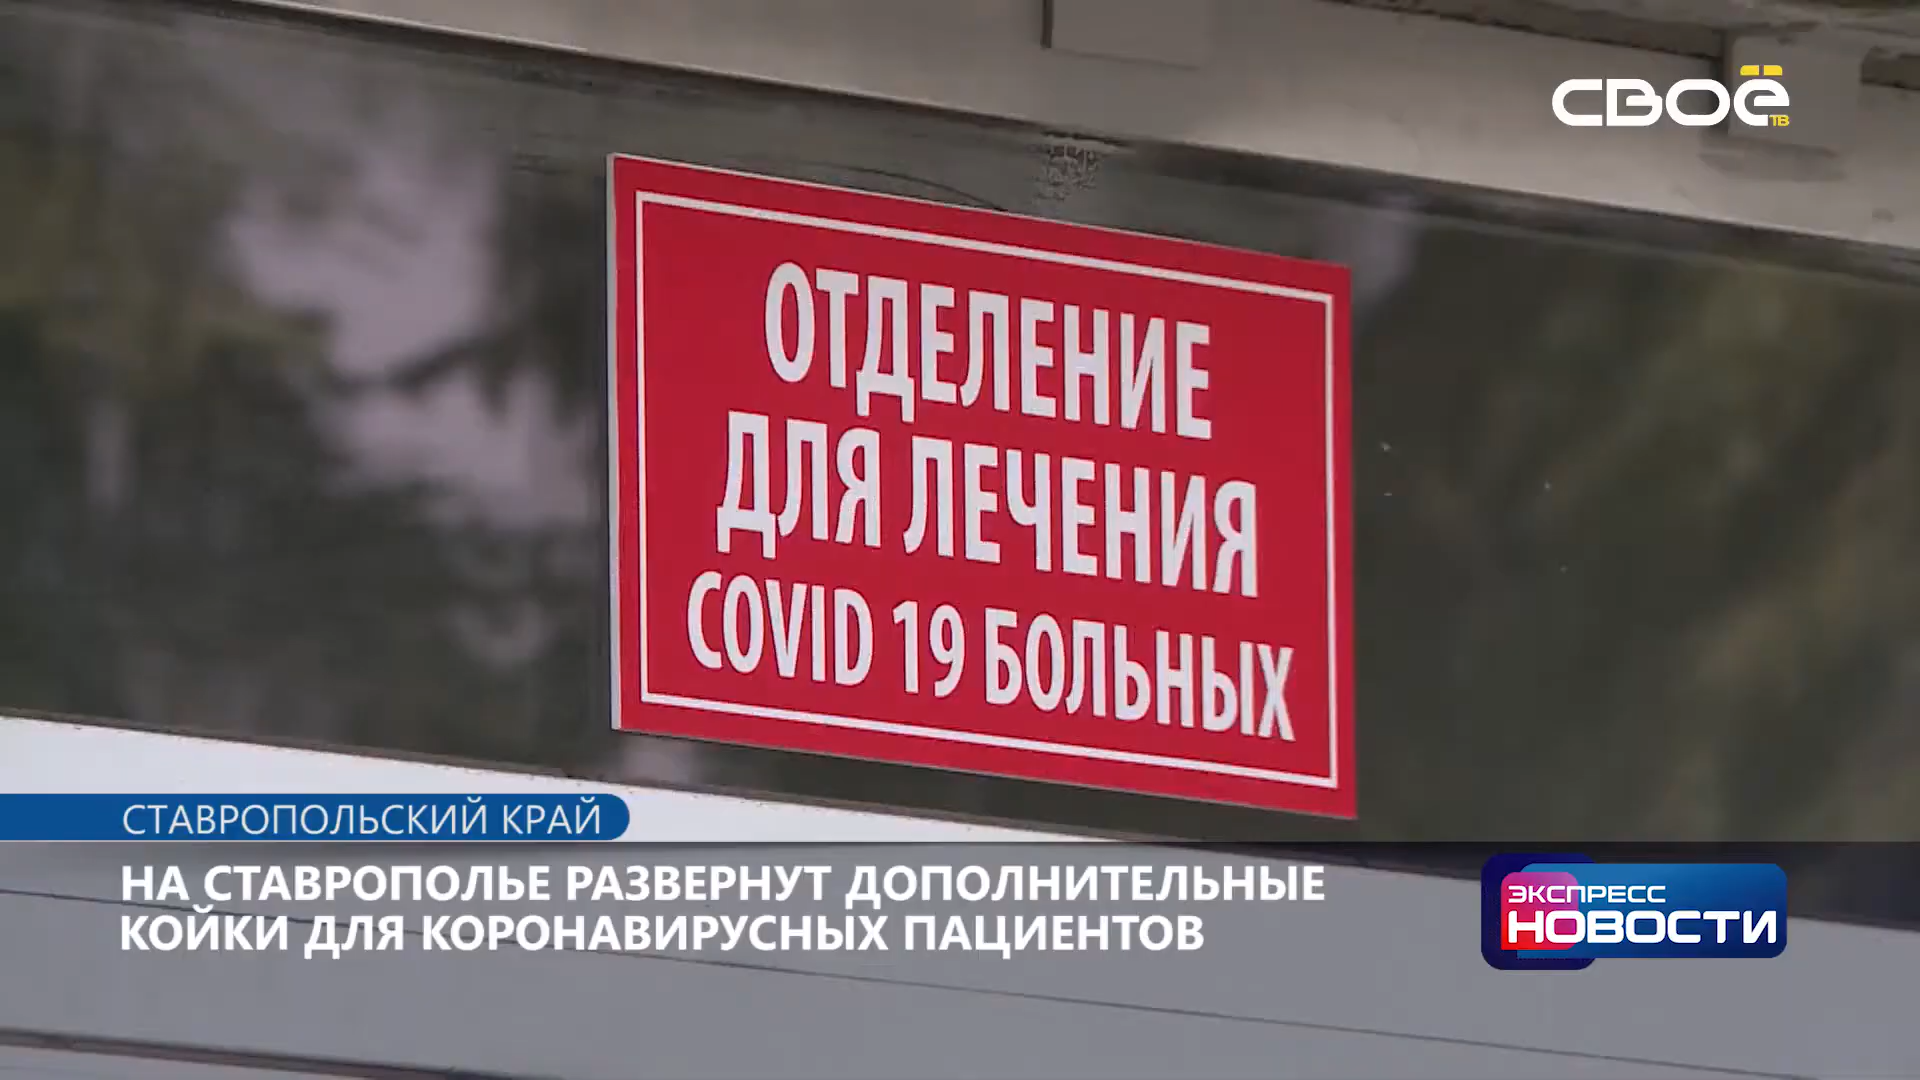 СВОЁ
ТВ
ОТДЕЛЕНИЕ
ДЛЯ ЛЕЧЕНИЯ
COVID 19 БОЛЬНЫХ
СТАВРОПОЛЬСКИЙ КРАЙ
НА СТАВРОПОЛЬЕ РАЗВЕРНУТ ДОПОЛНИТЕЛЬНЫЕ
КОЙКИ ДЛЯ КОРОНАВИРУСНЫХ ПАЦИЕНТОВ
ЭКСПРЕСС
НОВОСТИ